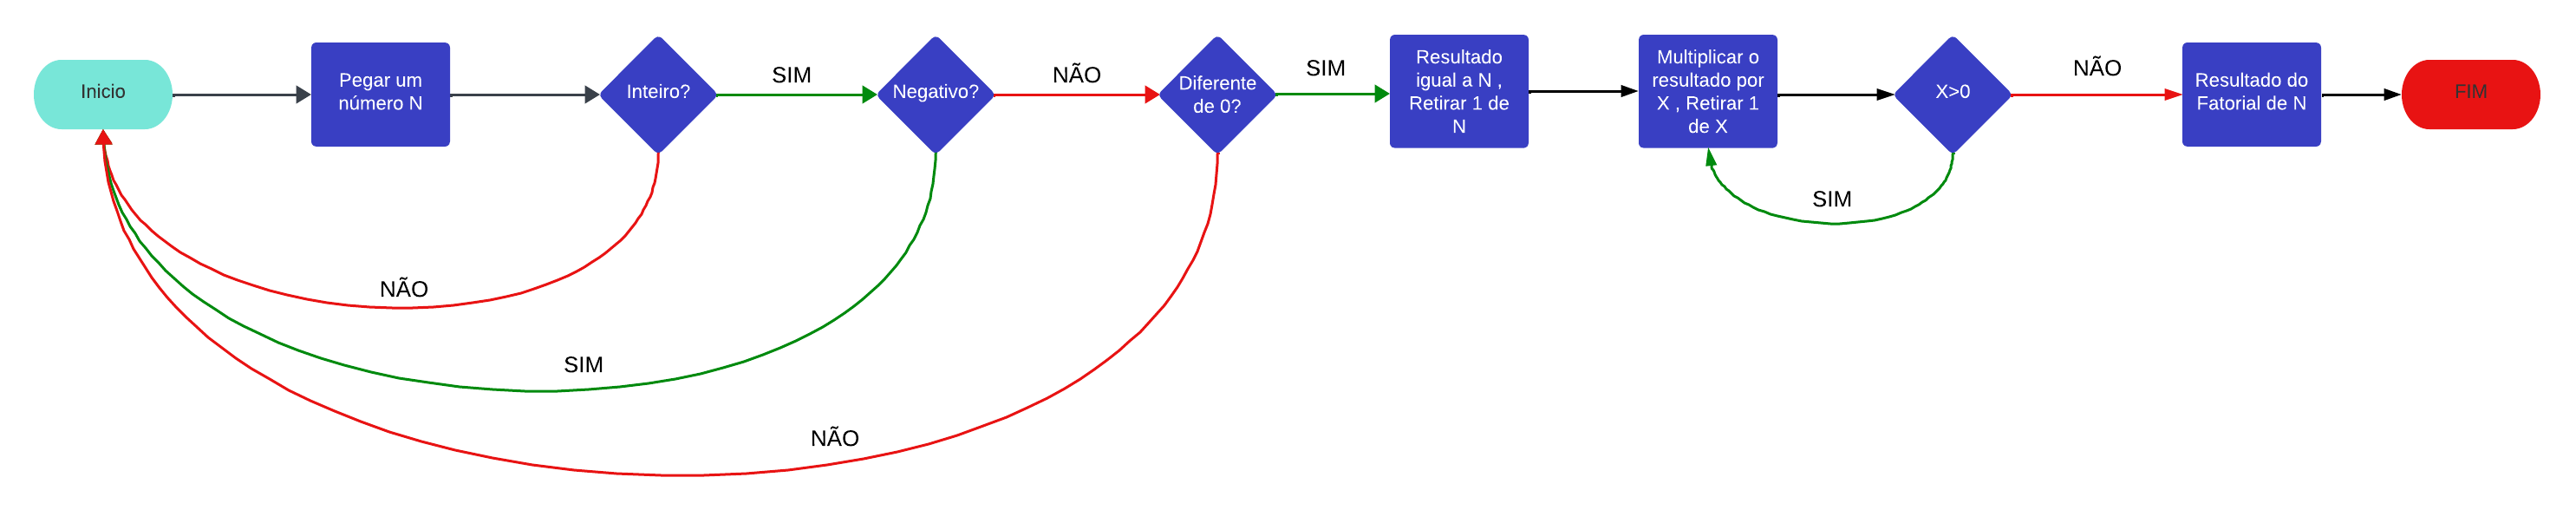 Inicio
Pegar um
número N
Inteiro?
SIM
Negativo?
NÃO
Diferente
de 0?
SIM
Resultado
igual a N ,
Retirar 1 de
N
Multiplicar o
resultado por
X , Retirar 1
de X
X>0
NÃO
Resultado do
Fatorial de N
FIM
SIM
NÃO
SIM
NÃO